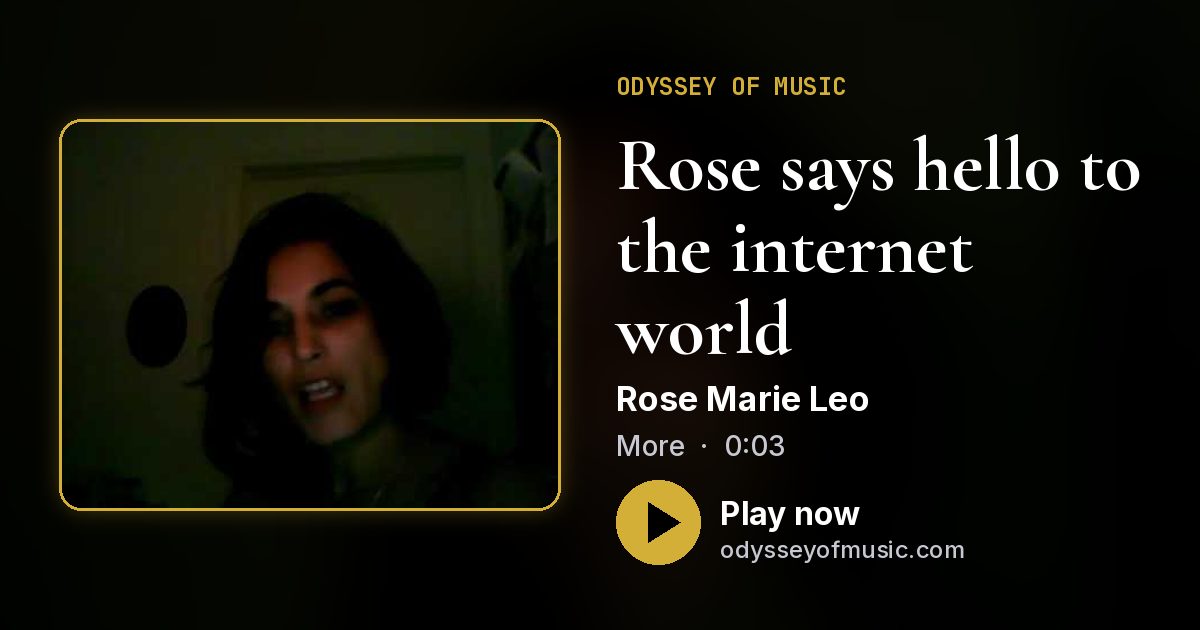 ODYSSEY OF MUSIC
Rose says hello to
the internet
world
Rose Marie Leo
More · 0:03
Play now
odysseyofmusic.com